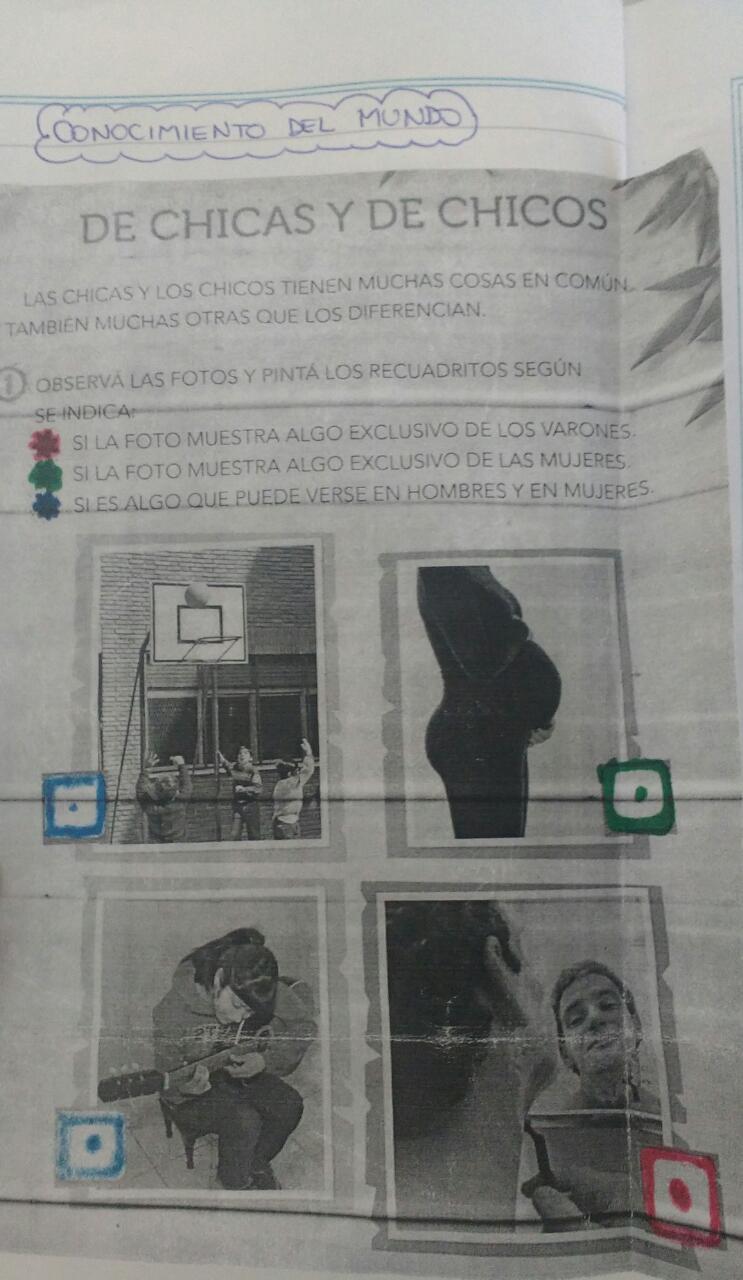 CONOCIMIENTO DEL MUNDO
DE CHICAS Y DE CHICOS
LAS CHICAS Y LOS CHICOS TIENEN MUCHAS COSAS EN COMÚN.
TAMBIÉN MUCHAS OTRAS QUE LOS DIFERENCIAN.
1 OBSERVÁ LAS FOTOS Y PINTÁ LOS RECUADRITOS SEGÚN
SE INDICA:
SI LA FOTO MUESTRA ALGO EXCLUSIVO DE LOS VARONES.
SI LA FOTO MUESTRA ALGO EXCLUSIVO DE LAS MUJERES.
SI ES ALGO QUE PUEDE VERSE EN HOMBRES Y EN MUJERES.